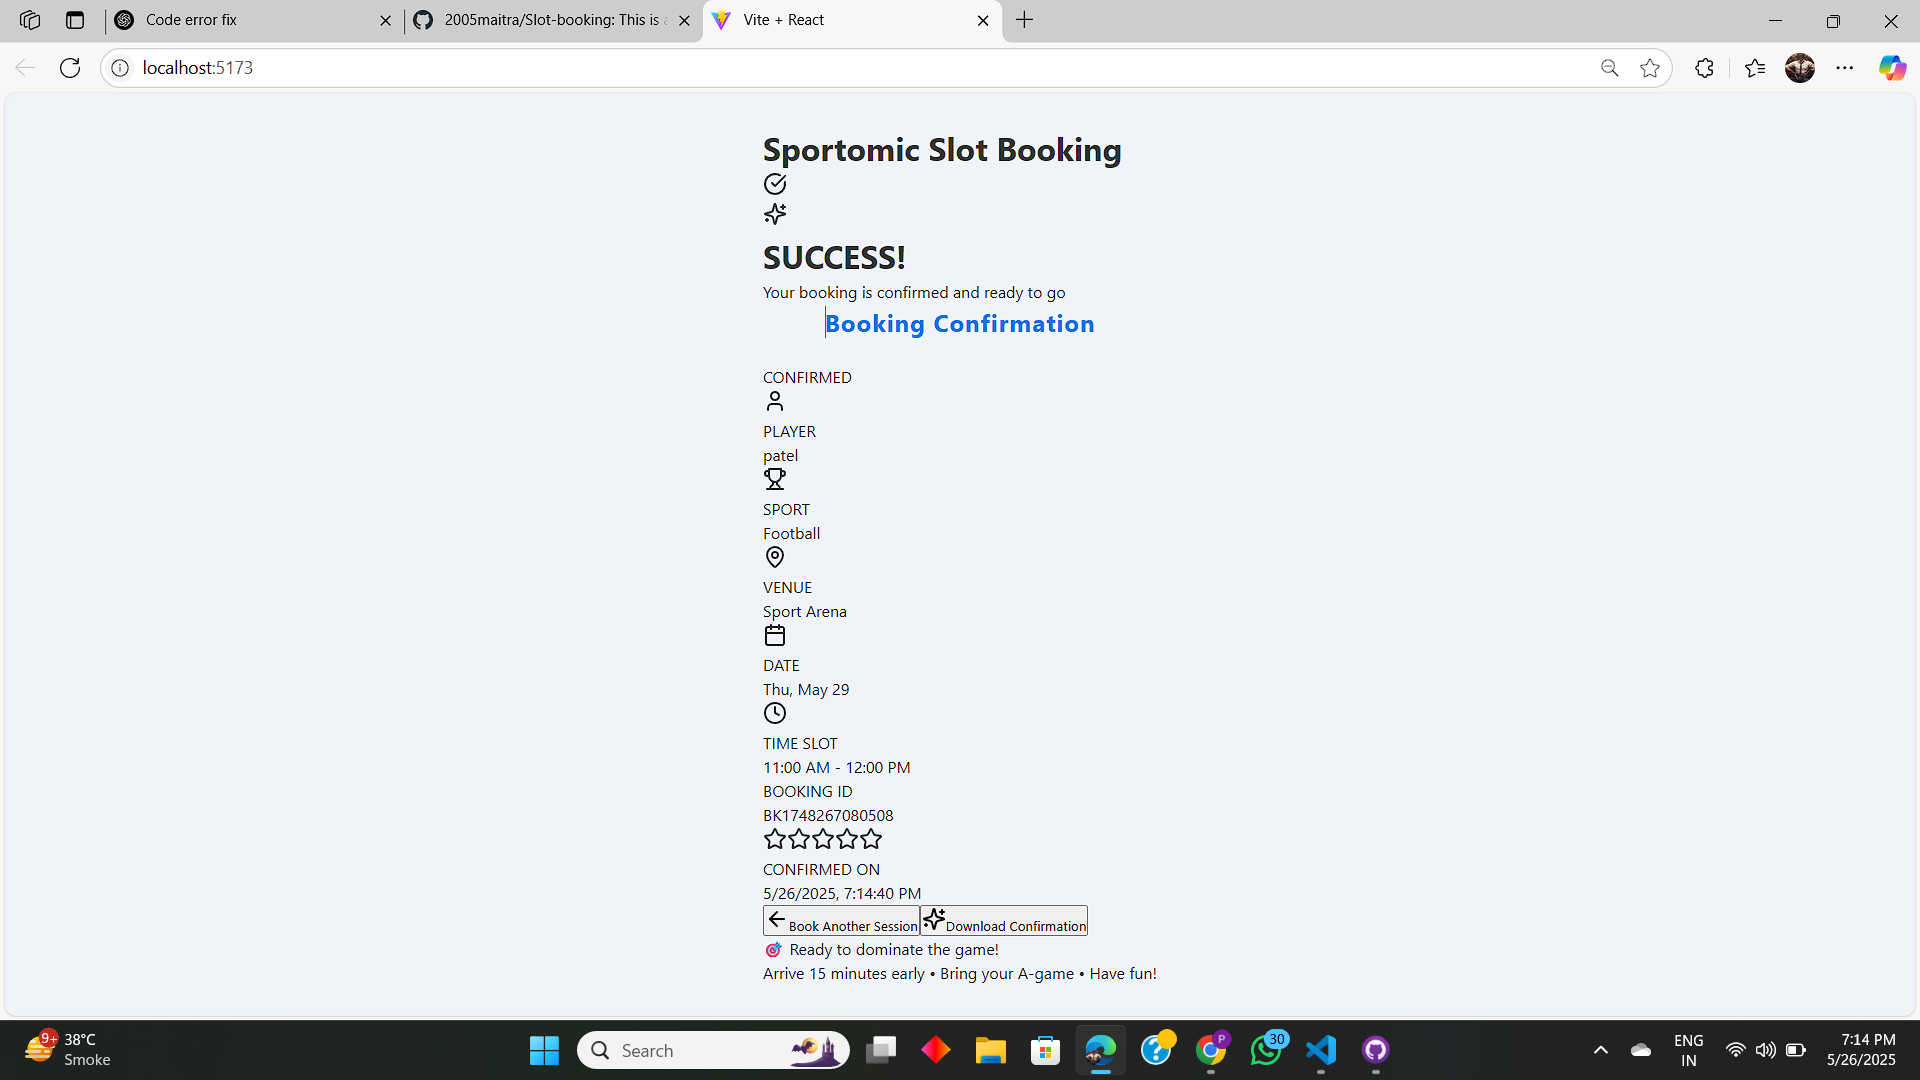 Code error fix
2005maitra/Slot-booking: This is a
Vite + React
localhost:5173
Sportomic Slot Booking
SUCCESS!
Your booking is confirmed and ready to go
Booking Confirmation
CONFIRMED
PLAYER
patel
SPORT
Football
VENUE
Sport Arena
DATE
Thu, May 29
TIME SLOT
11:00 AM - 12:00 PM
BOOKING ID
BK1748267080508
CONFIRMED ON
5/26/2025, 7:14:40 PM
Book Another Session Download Confirmation
🎯 Ready to dominate the game!
Arrive 15 minutes early • Bring your A-game • Have fun!
9+ 38°C
Smoke
Search
P
30
ENG
IN
7:14 PM
5/26/2025